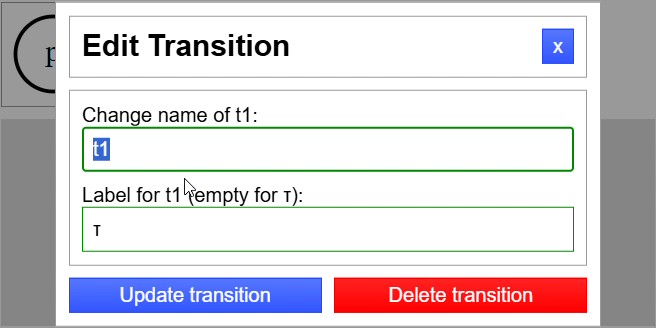 p
Edit Transition
x
Change name of t1:
t1
Label for t1 (empty for τ):
τ
Update transition
Delete transition